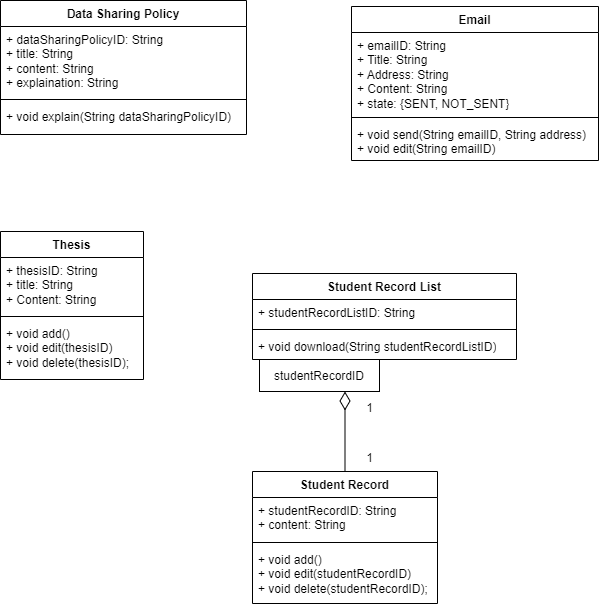 Data Sharing Policy
+ dataSharingPolicyID: String
+ title: String
+ content: String
+ explaination: String
+ void explain(String dataSharingPolicyID)
Email
+ emailID: String
+ Title: String
+ Address: String
+ Content: String
+ state: {SENT, NOT_SENT}
+ void send(String emailID, String address)
+ void edit(String emailID)
Thesis
+ thesisID: String
+ title: String
+ Content: String
+ void add()
+ void edit(thesisID)
+ void delete(thesisID);
Student Record List
+ studentRecordListID: String
+ void download(String studentRecordListID)
studentRecordID
1
1
Student Record
+ studentRecordID: String
+ content: String
+ void add()
+ void edit(studentRecordID)
+ void delete(studentRecordID);